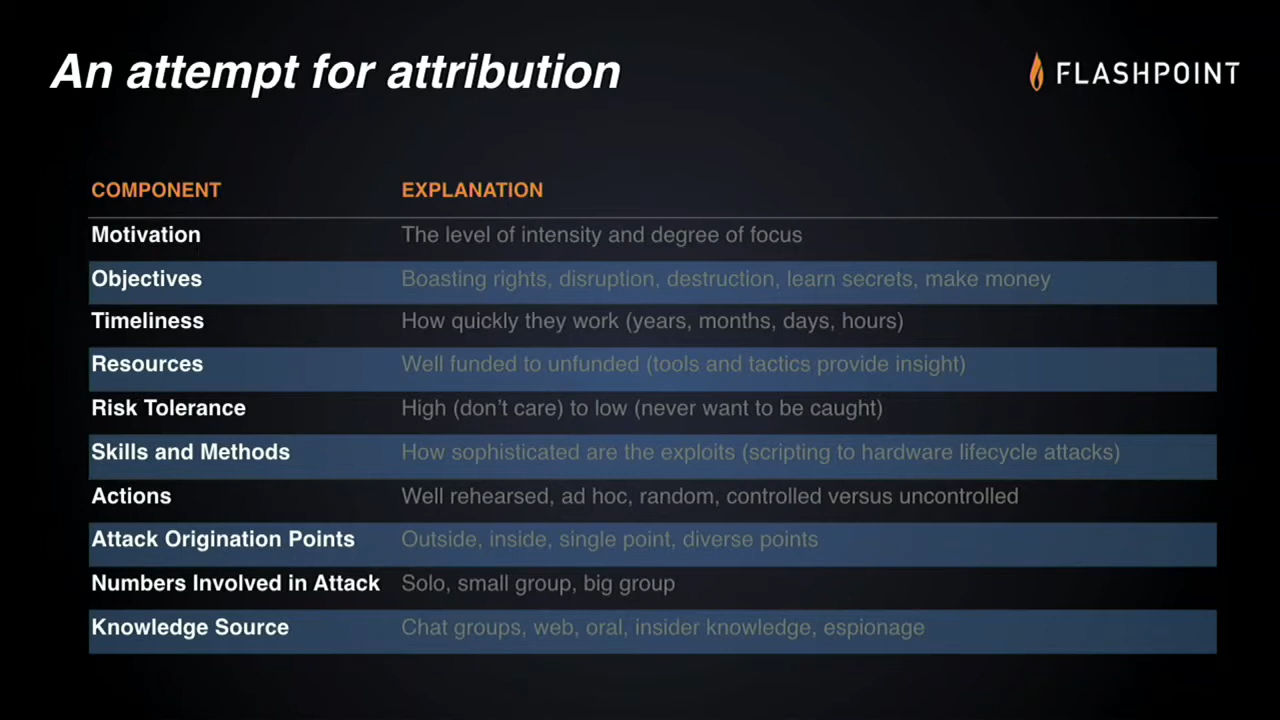 An attempt for attribution
FLASHPOINT
COMPONENT EXPLANATION
Motivation The level of intensity and degree of focus
Objectives Boasting rights, disruption, destruction, learn secrets, make money
Timeliness How quickly they work (years, months, days, hours)
Resources Well funded to unfunded (tools and tactics provide insight)
Risk Tolerance High (don’t care) to low (never want to be caught)
Skills and Methods How sophisticated are the exploits (scripting to hardware lifecycle attacks)
Actions Well rehearsed, ad hoc, random, controlled versus uncontrolled
Attack Origination Points Outside, inside, single point, diverse points
Numbers Involved in Attack Solo, small group, big group
Knowledge Source Chat groups, web, oral, insider knowledge, espionage